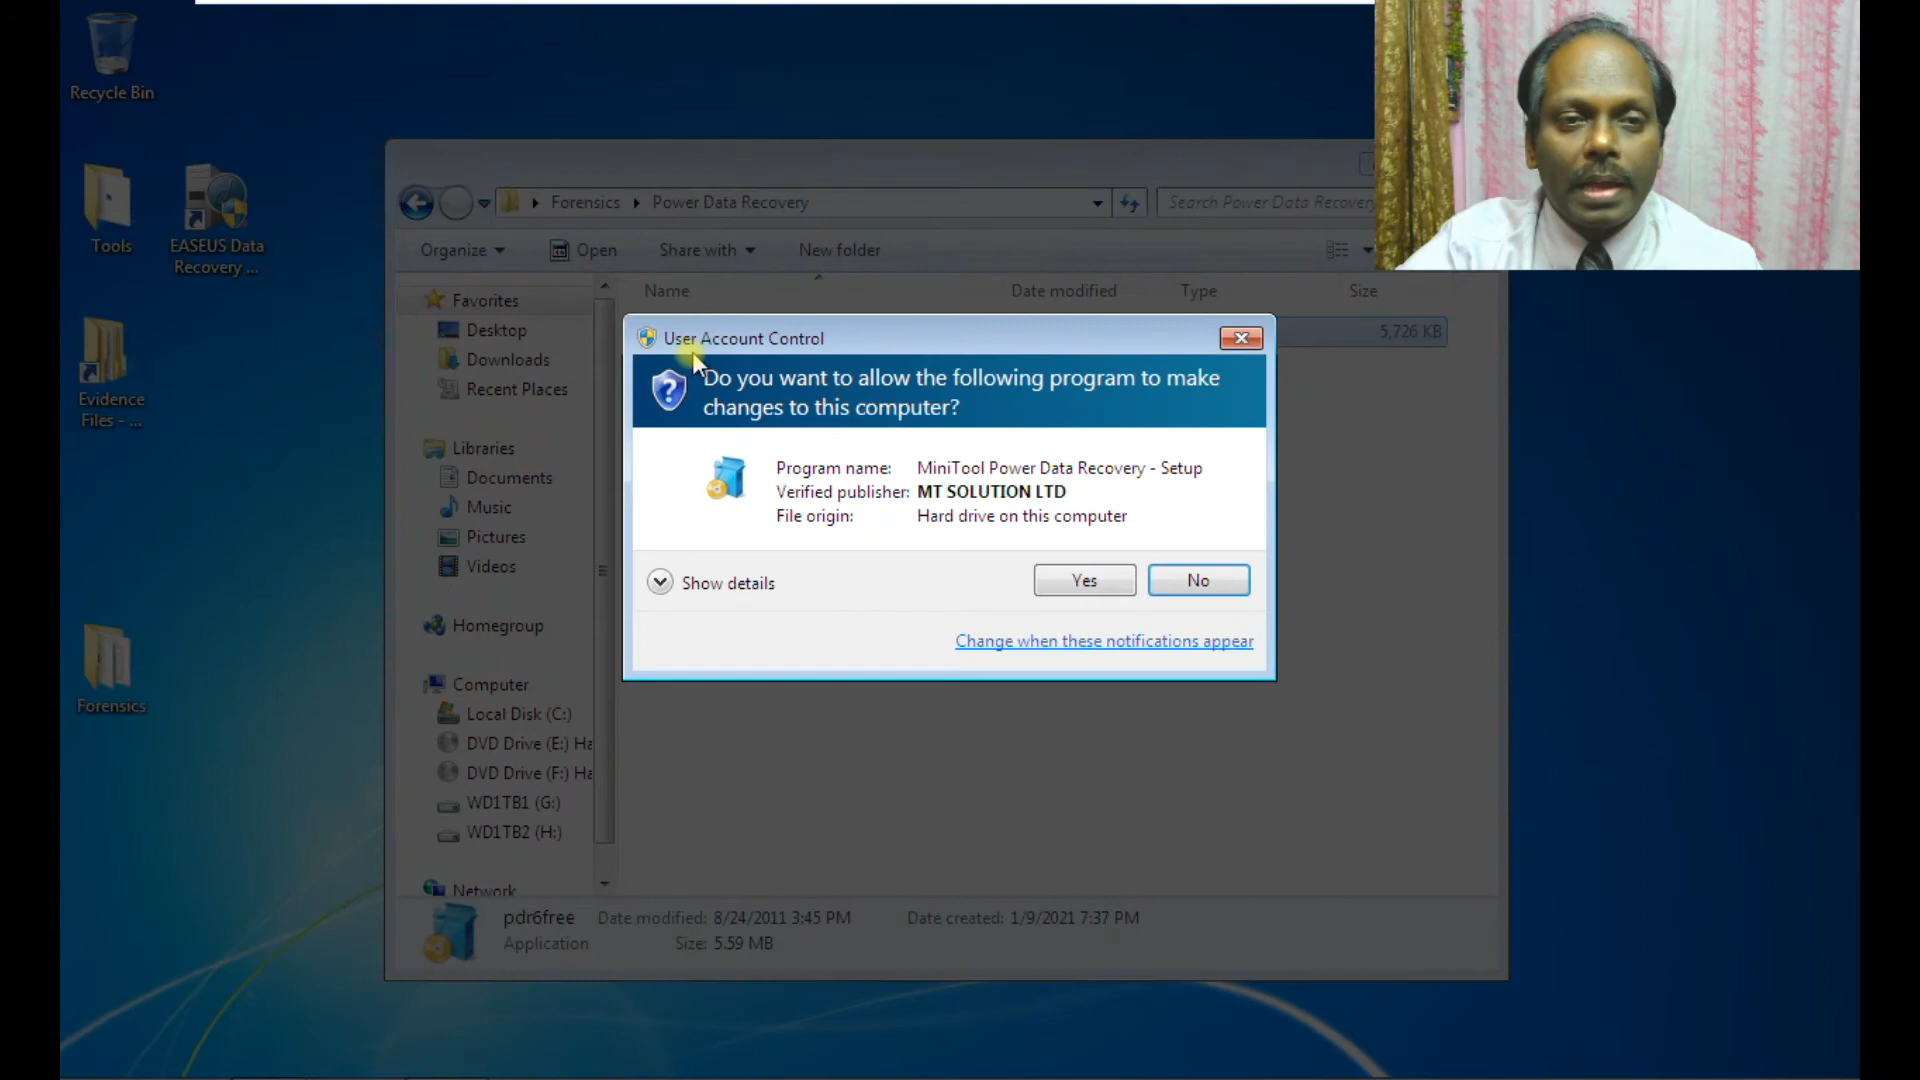 Recycle Bin
Tools
EASEUS Data
Recovery ...
Evidence
Files - ...
Forensics
Forensics
Power Data Recovery
Search Power Data Recovery
Organize
Open
Share with
New folder
Name
Date modified
Type
Size
5,726 KB
Favorites
Desktop
Downloads
Recent Places
Libraries
Documents
Music
Pictures
Videos
Homegroup
Computer
Local Disk (C:)
DVD Drive (E:) Ha
DVD Drive (F:) Ha
WD1TB1 (G:)
WD1TB2 (H:)
Network
User Account Control
Do you want to allow the following program to make
changes to this computer?
Program name: MiniTool Power Data Recovery - Setup
Verified publisher: MT SOLUTION LTD
File origin: Hard drive on this computer
Show details
Yes
No
Change when these notifications appear
pdr6free Date modified: 8/24/2011 3:45 PM Date created: 1/9/2021 7:37 PM
Application Size: 5.59 MB